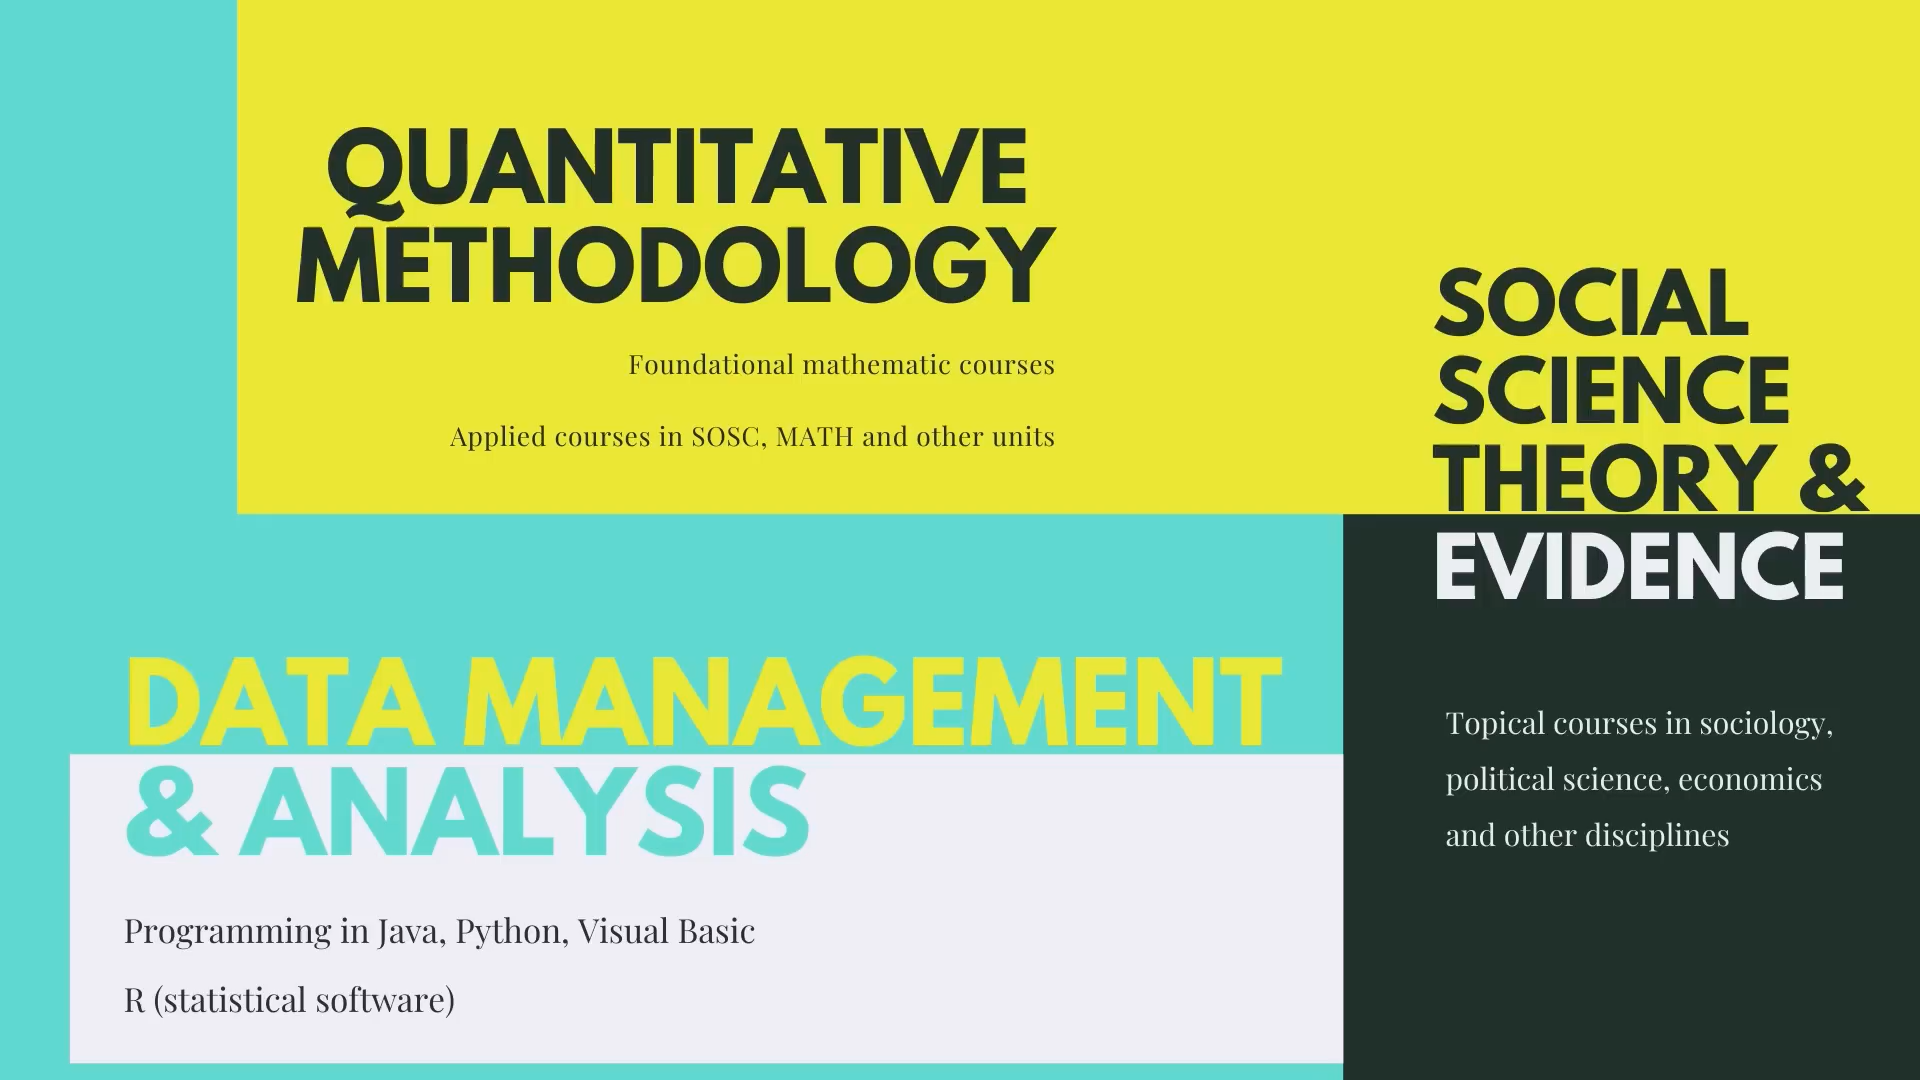 QUANTITATIVE
METHODOLOGY
Foundational mathematic courses
Applied courses in SOSC, MATH and other units
SOCIAL
SCIENCE
THEORY &
EVIDENCE
Topical courses in sociology,
political science, economics
and other disciplines
DATA MANAGEMENT
& ANALYSIS
Programming in Java, Python, Visual Basic
R (statistical software)